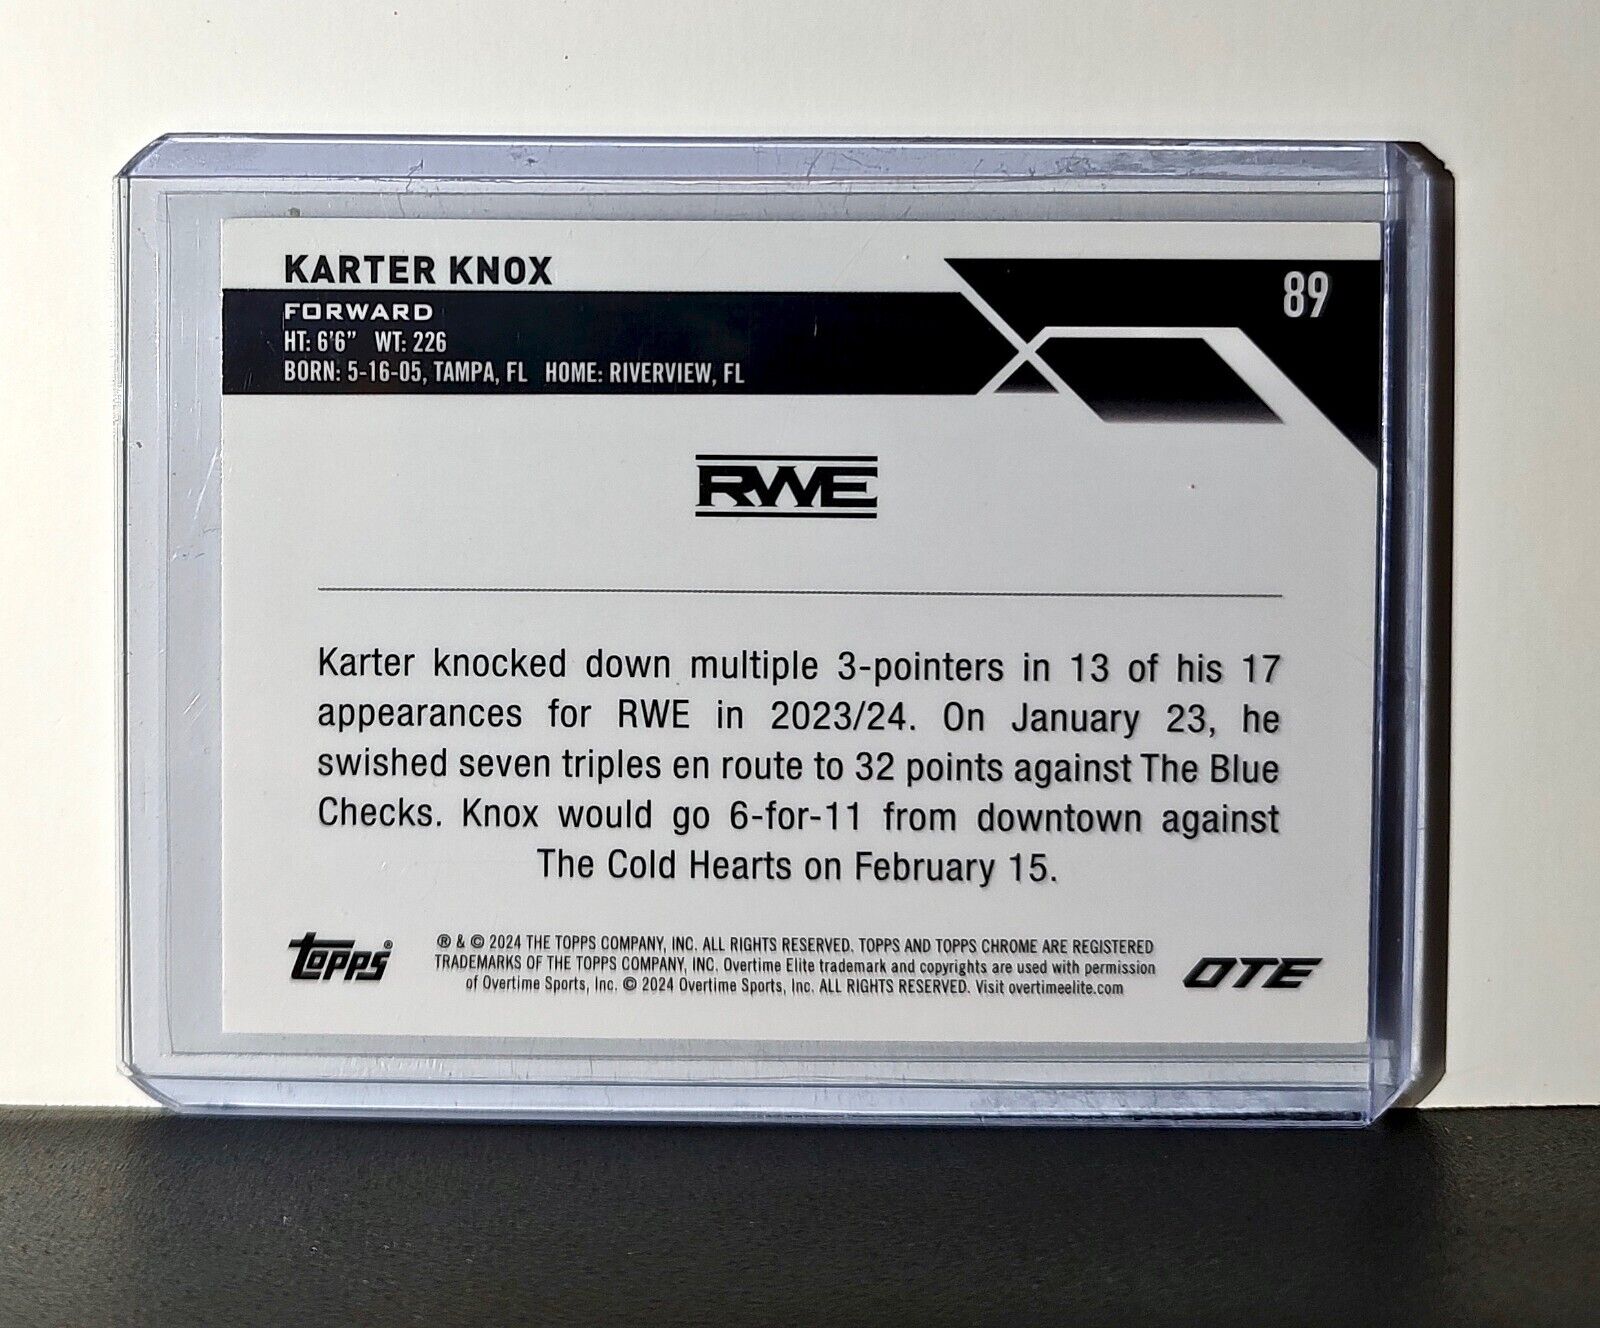 KARTER KNOX
89
FORWARD
HT: 6'6” WT: 226
BORN: 5-16-05, TAMPA, FL HOME: RIVERVIEW, FL
RWE
Karter knocked down multiple 3-pointers in 13 of his 17
appearances for RWE in 2023/24. On January 23, he
swished seven triples en route to 32 points against The Blue
Checks. Knox would go 6-for-11 from downtown against
The Cold Hearts on February 15.
topps®
® & © 2024 THE TOPPS COMPANY, INC. ALL RIGHTS RESERVED. TOPPS AND TOPPS CHROME ARE REGISTERED
TRADEMARKS OF THE TOPPS COMPANY, INC. Overtime Elite trademark and copyrights are used with permission
of Overtime Sports, Inc. © 2024 Overtime Sports, Inc. ALL RIGHTS RESERVED. Visit overtimeelite.com
OTE